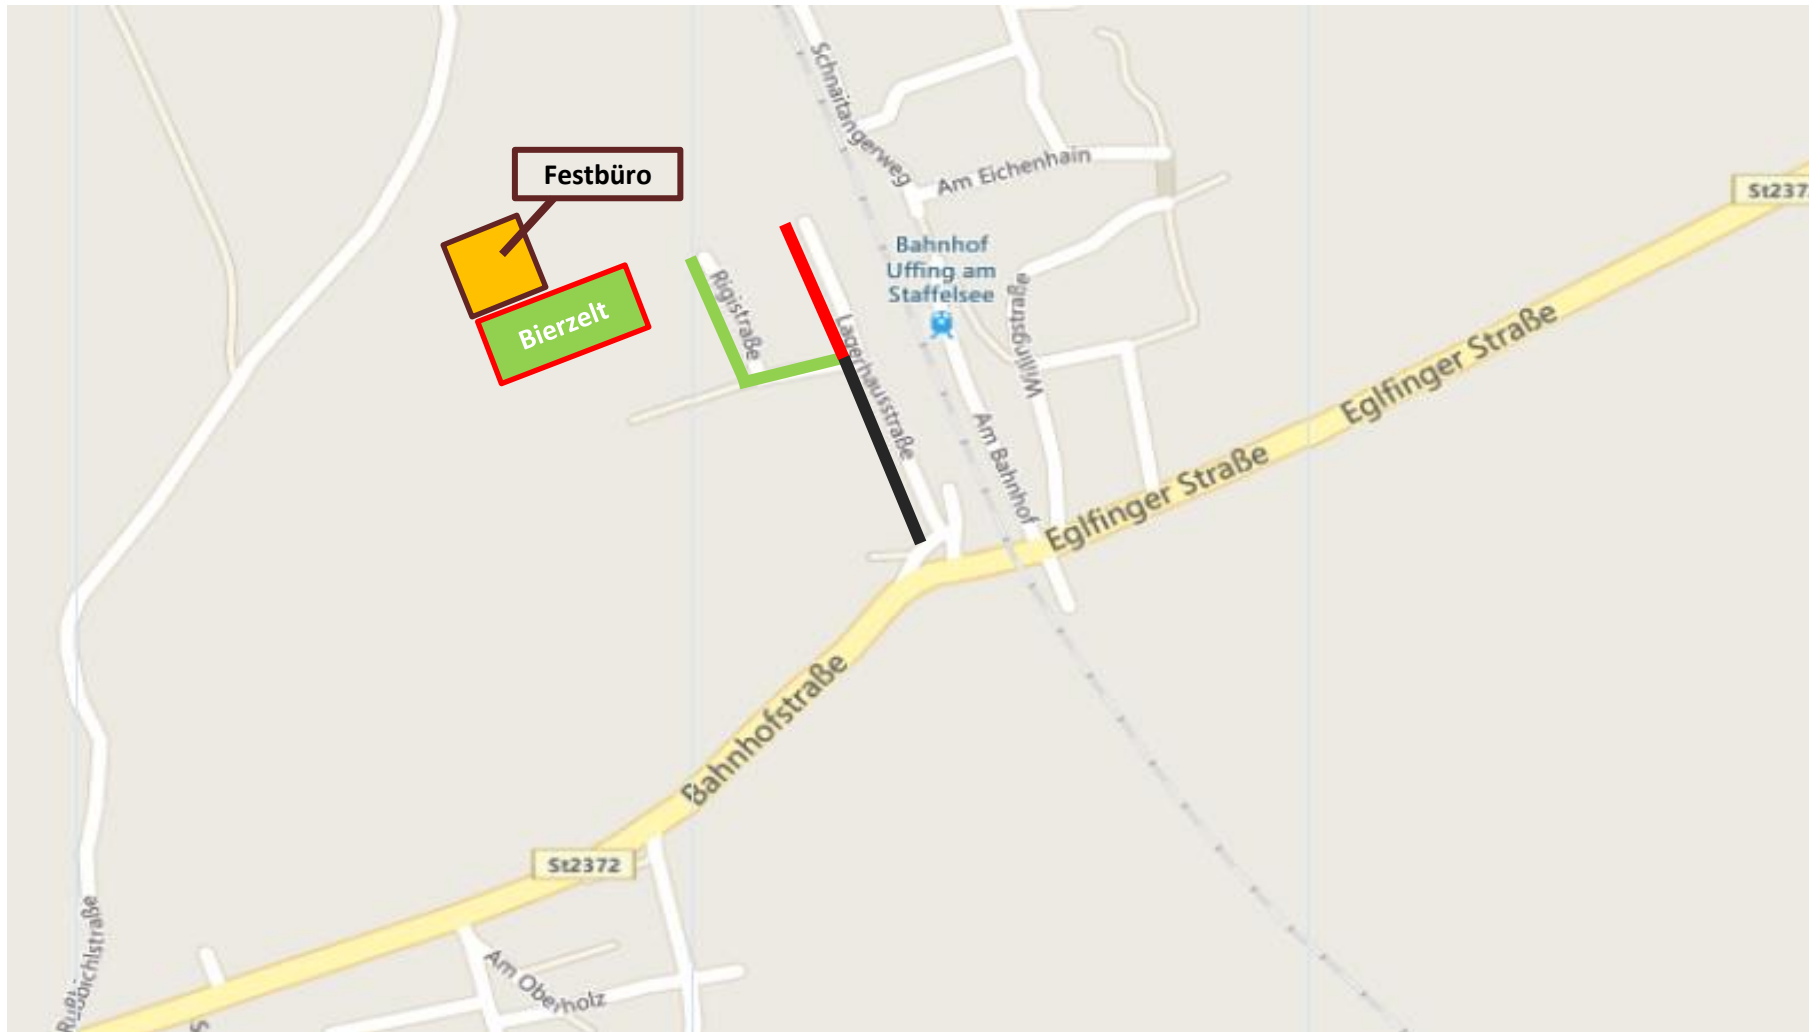 Schnaitangerweg
Festbüro
Am Eichenhain
St237
Bahnhof
Uffing am
Staffelsee
Rigistraße
Bierzelt
Lagerhausstraße
Willingstraße
Eglfinger Straße
Am Bahnhof
Eglfinger Straße
Bahnhofstraße
St2372
Am Oberholz